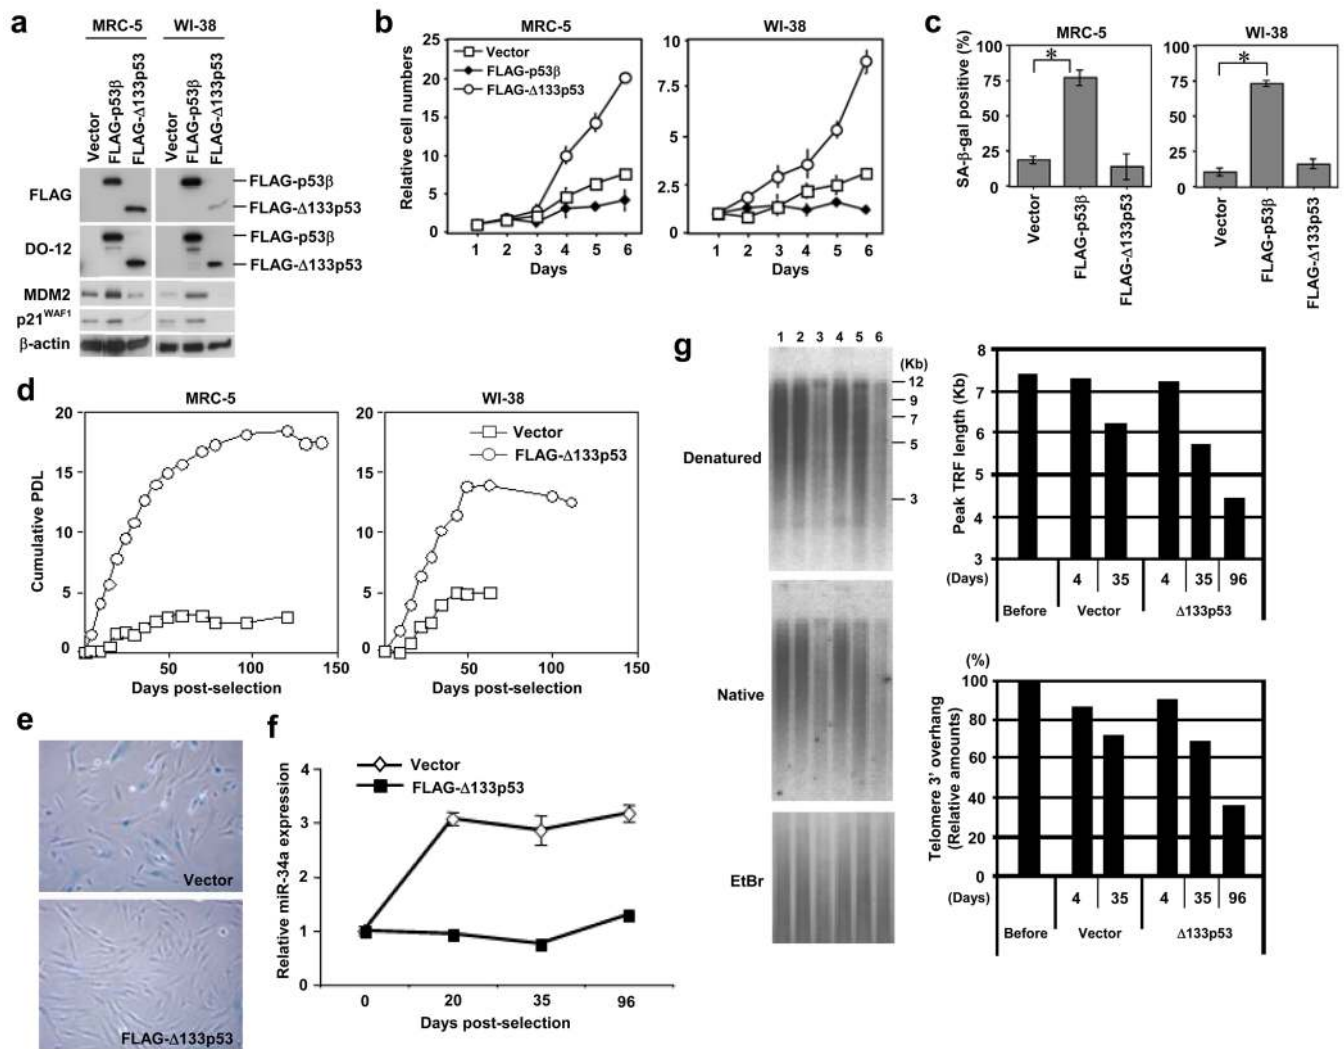 a
MRC-5 WI-38
Vector
FLAG-p53β
FLAG-Δ133p53
Vector
FLAG-p53β
FLAG-Δ133p53
FLAG
FLAG-p53β
FLAG-Δ133p53
DO-12
FLAG-p53β
FLAG-Δ133p53
MDM2
p21WAF1
β-actin
b
MRC-5 WI-38
Relative cell numbers
25
20
15
10
5
0
Vector
FLAG-p53β
FLAG-Δ133p53
1 2 3 4 5 6
Days
10
7.5
5
2.5
0
1 2 3 4 5 6
Days
c
MRC-5 WI-38
SA-β-gal positive (%)
100
75
50
25
0
*
Vector
FLAG-p53β
FLAG-Δ133p53
100
75
50
25
0
*
Vector
FLAG-p53β
FLAG-Δ133p53
d
MRC-5 WI-38
Cumulative PDL
20
15
10
5
0
50 100 150
Days post-selection
20
15
10
5
0
Vector
FLAG-Δ133p53
50 100 150
Days post-selection
e
Vector
FLAG-Δ133p53
f
Relative miR-34a expression
4
3
2
1
0
Vector
FLAG-Δ133p53
0 20 35 96
Days post-selection
g
1 2 3 4 5 6
(Kb)
12
9
7
5
3
Denatured
Native
EtBr
Peak TRF length (Kb)
8
7
6
5
4
3
(Days) 4 35 4 35 96
Before Vector Δ133p53
(%)
Telomere 3' overhang
(Relative amounts)
100
80
60
40
20
0
(Days) 4 35 4 35 96
Before Vector Δ133p53